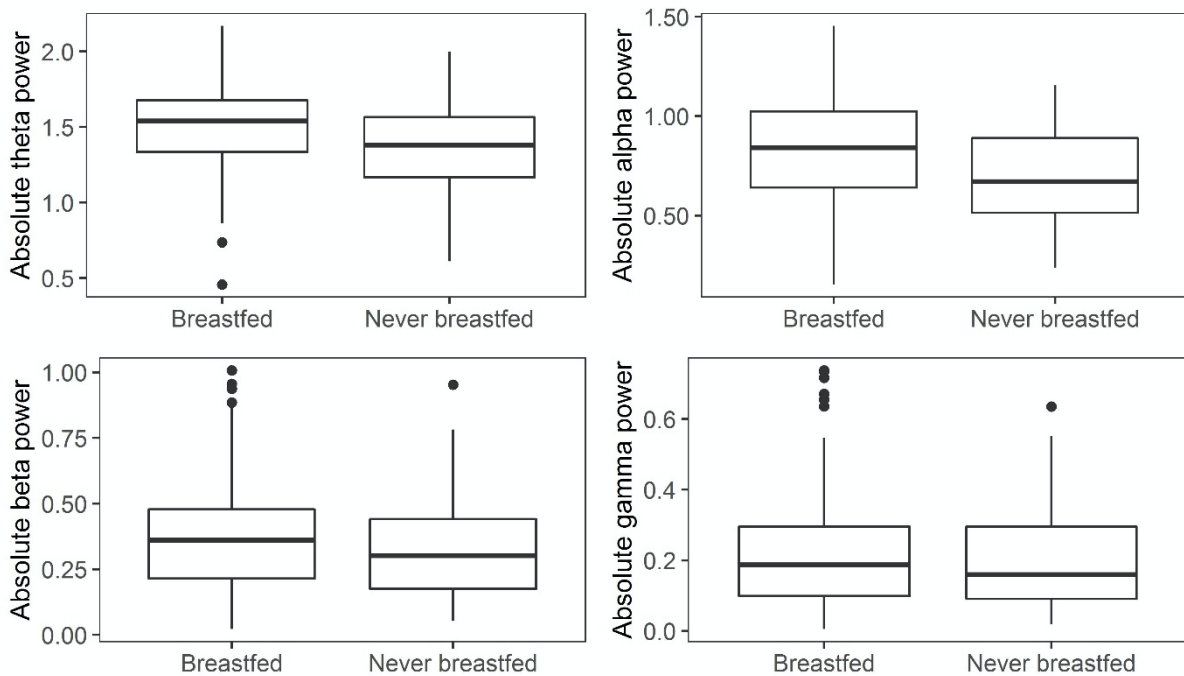 Absolute theta power
2.0
1.5
1.0
0.5
Breastfed
Never breastfed
Absolute alpha power
1.50
1.00
0.50
Breastfed
Never breastfed
Absolute beta power
1.00
0.75
0.50
0.25
0.00
Breastfed
Never breastfed
Absolute gamma power
0.6
0.4
0.2
0.0
Breastfed
Never breastfed